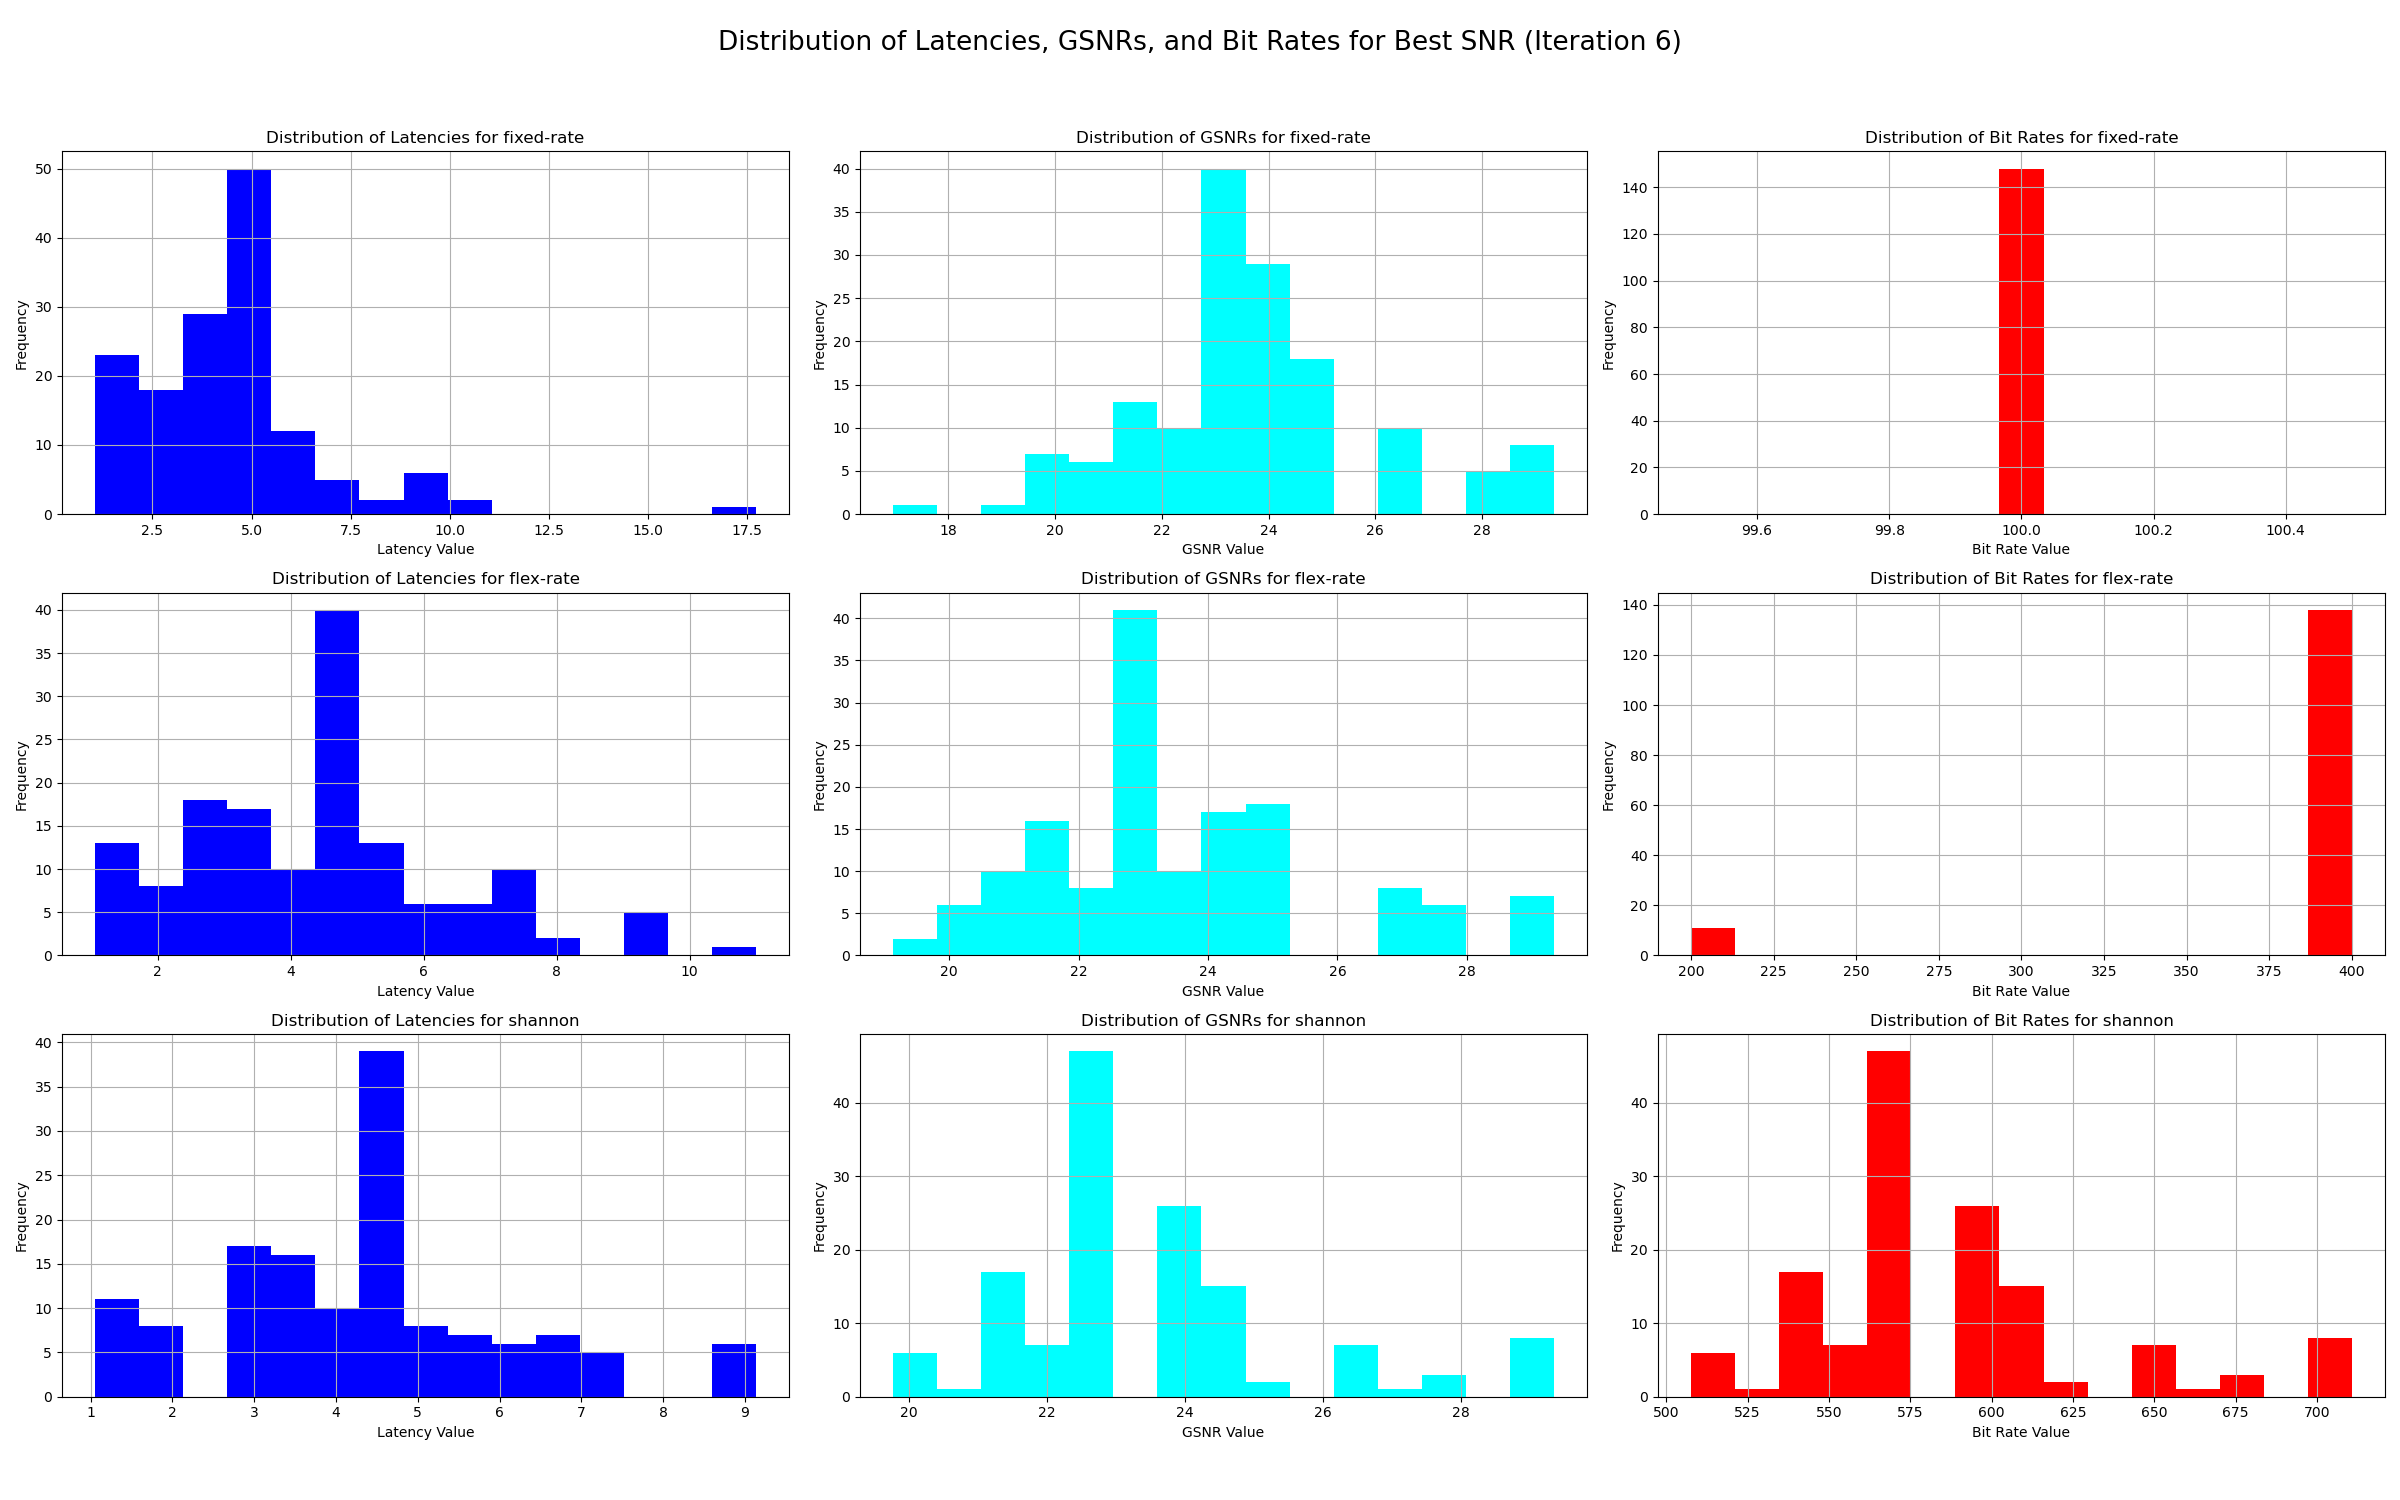 Distribution of Latencies, GSNRs, and Bit Rates for Best SNR (Iteration 6)
Distribution of Latencies for fixed-rate
50
40
30
20
10
0
Frequency
2.5 5.0 7.5 10.0 12.5 15.0 17.5
Latency Value
Distribution of GSNRs for fixed-rate
40
35
30
25
20
15
10
5
0
Frequency
18 20 22 24 26 28
GSNR Value
Distribution of Bit Rates for fixed-rate
140
120
100
80
60
40
20
0
Frequency
99.6 99.8 100.0 100.2 100.4
Bit Rate Value
Distribution of Latencies for flex-rate
40
35
30
25
20
15
10
5
0
Frequency
2 4 6 8 10
Latency Value
Distribution of GSNRs for flex-rate
40
35
30
25
20
15
10
5
0
Frequency
20 22 24 26 28
GSNR Value
Distribution of Bit Rates for flex-rate
140
120
100
80
60
40
20
0
Frequency
200 225 250 275 300 325 350 375 400
Bit Rate Value
Distribution of Latencies for shannon
40
35
30
25
20
15
10
5
0
Frequency
1 2 3 4 5 6 7 8 9
Latency Value
Distribution of GSNRs for shannon
40
30
20
10
0
Frequency
20 22 24 26 28
GSNR Value
Distribution of Bit Rates for shannon
40
30
20
10
0
Frequency
500 525 550 575 600 625 650 675 700
Bit Rate Value